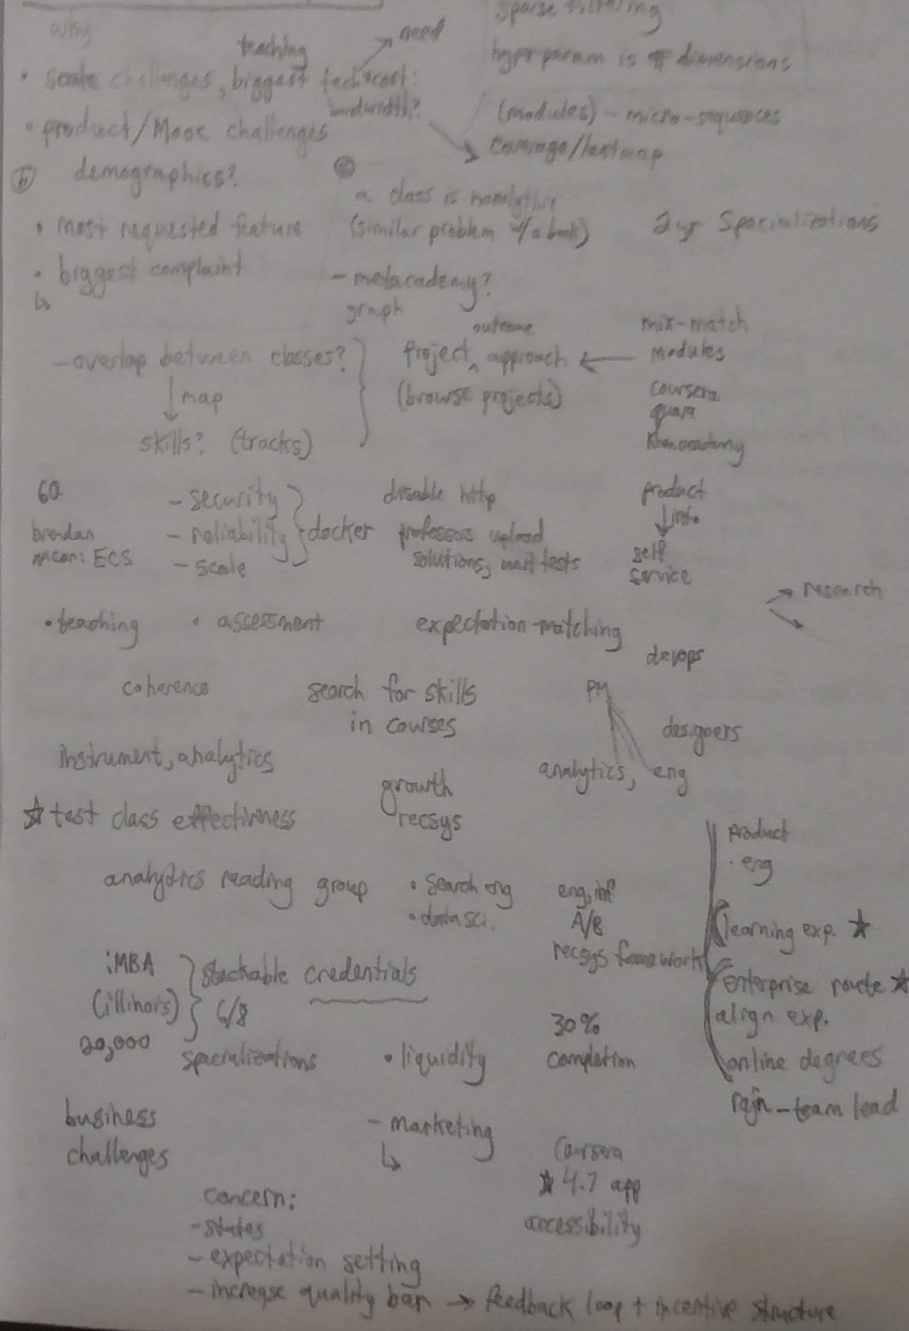 why
sparse filtering
hyperparam is # dimensions
teaching
need
• scale challenges, biggest tech cost:
bandwidth?
(modules) - micro-sequences
• product/Mooc challenges
coverage/heatmap
demographics?
a class is monolythic
• most requested feature
(similar problem w/a book)
2yr Specializations
• biggest complaint
- metacademy?
graph
outcome
mix-match
- overlap between classes?
project ^ approach ←
modules
map
(browse projects)
coursera
quora
skills? (tracks)
khanacademy
60
- security
disable http
product
brendan
- reliability
docker
professors upload
info
ECS
- scale
solutions, unit tests
self
service
→ research
• teaching
• assessment
expectation-matching
devops
coherence
search for skills
PM
in courses
designers
instrument, analytics
analytics, eng
growth
☆ test class effectiveness
recsys
product
• eng
analytics reading group
• search eng
eng, inf
• data sci.
A/B
learning exp. ☆
recsys framework
iMBA
stackable credentials
enterprise route ☆
(illinois)
6/8
30%
align exp.
20,000
specializations
• liquidity
completion
online degrees
- team lead
business
- marketing
challenges
Coursera
☆ 4.7 app
concern:
accessibility
- states
- expectation setting
- increase quality bar → feedback loop + incentive structure